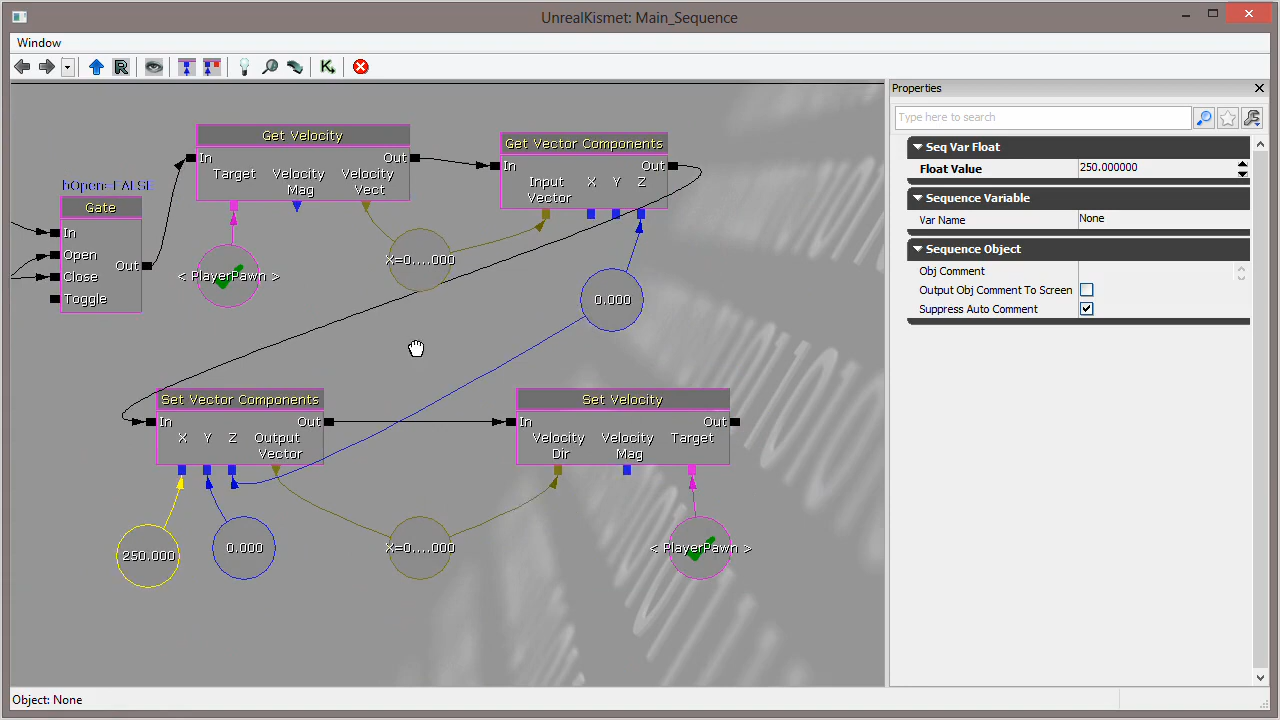 UnrealKismet: Main_Sequence
Window
R
K
Properties
Type here to search
Seq Var Float
Float Value 250.000000
Sequence Variable
Var Name None
Sequence Object
Obj Comment
Output Obj Comment To Screen
Suppress Auto Comment
Get Velocity
In Out
Target Velocity Mag Velocity Vect
Get Vector Components
In Out
Input Vector X Y Z
bOpen: FALSE
Gate
In
Open
Close
Toggle
Out
< PlayerPawn >
X=0....000
0.000
Set Vector Components
In Out
X Y Z Output Vector
Set Velocity
In Out
Velocity Dir Velocity Mag Target
250.000
0.000
X=0....000
< PlayerPawn >
Object: None